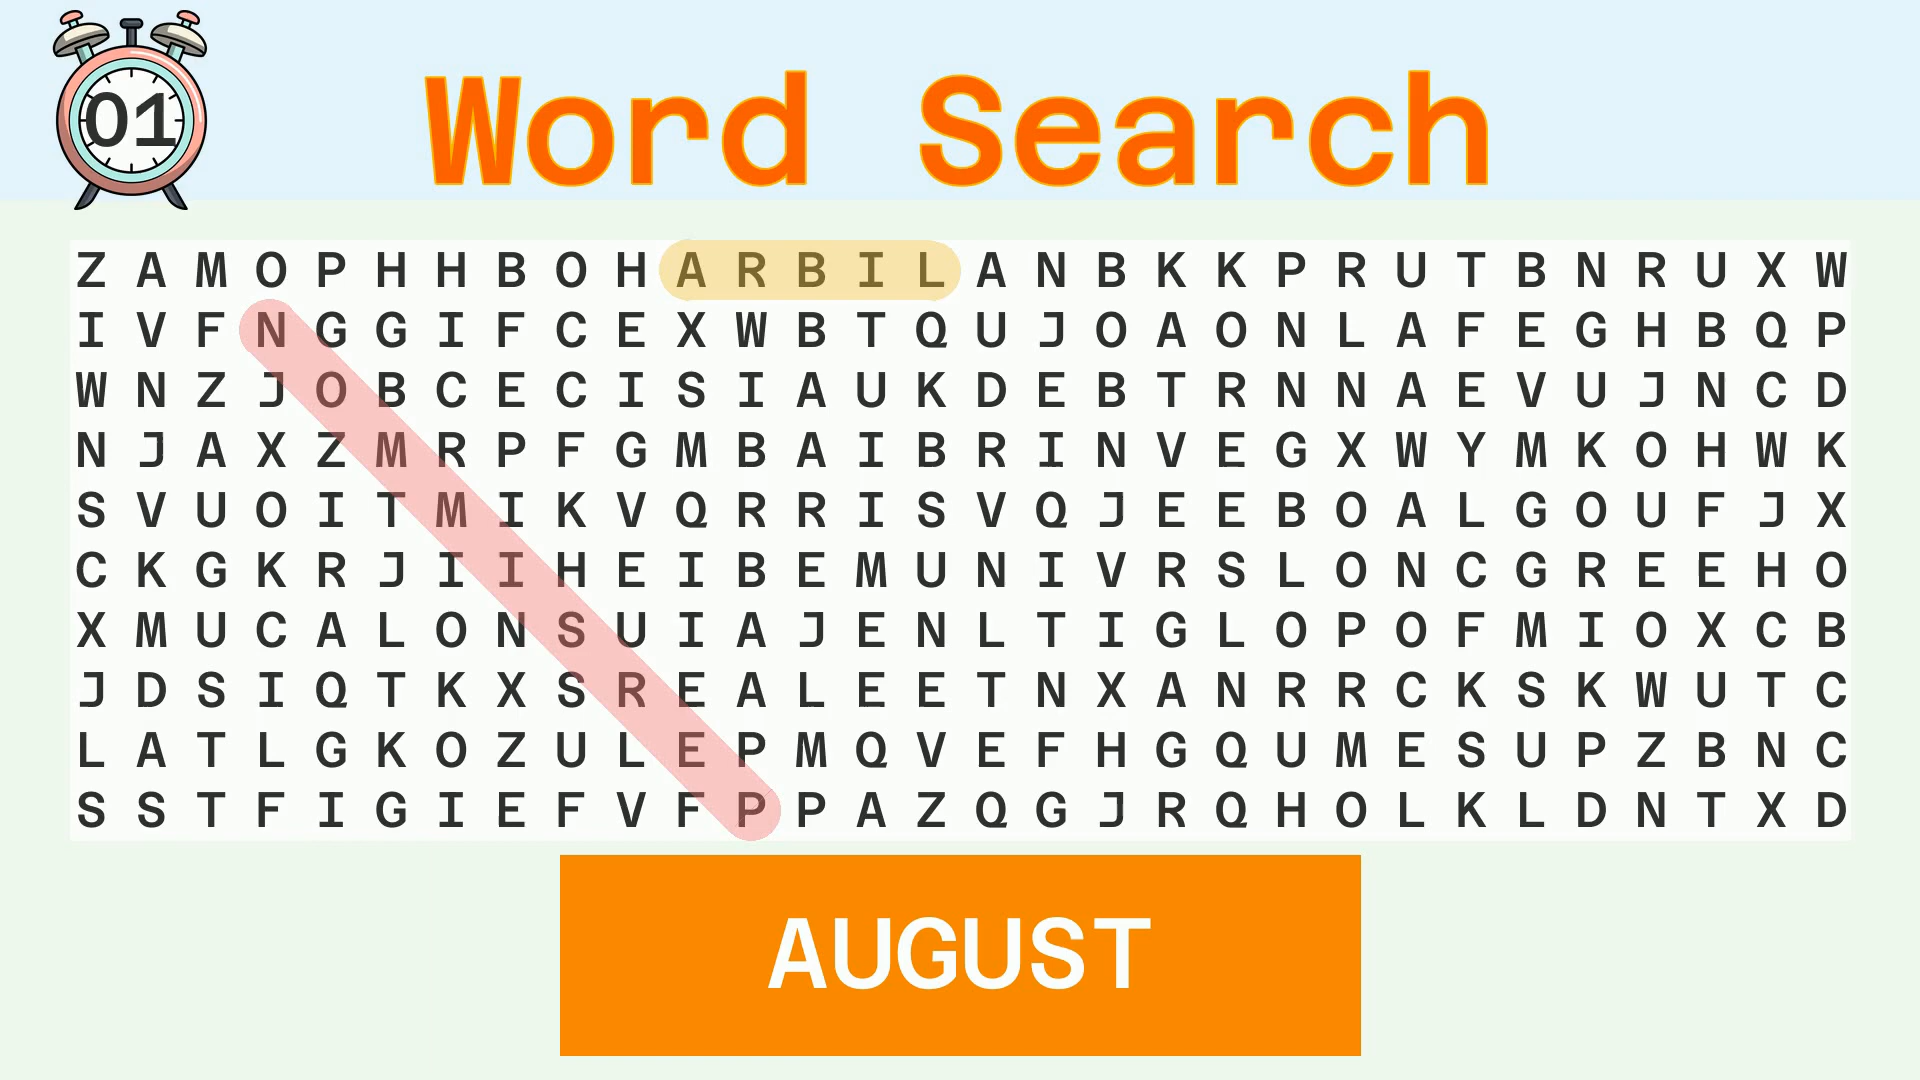 01
Word Search
Z A M O P H H B O H A R B I L A N B K K P R U T B N R U X W
I V F N G G I F C E X W B T Q U J O A O N L A F E G H B Q P
W N Z J O B C E C I S I A U K D E B T R N N A E V U J N C D
N J A X Z M R P F G M B A I B R I N V E G X W Y M K O H W K
S V U O I T M I K V Q R R I S V Q J E E B O A L G O U F J X
C K G K R J I I H E I B E M U N I V R S L O N C G R E E H O
X M U C A L O N S U I A J E N L T I G L O P O F M I O X C B
J D S I Q T K X S R E A L E E T N X A N R R C K S K W U T C
L A T L G K O Z U L E P M Q V E F H G Q U M E S U P Z B N C
S S T F I G I E F V F P P A Z Q G J R Q H O L K L D N T X D
AUGUST